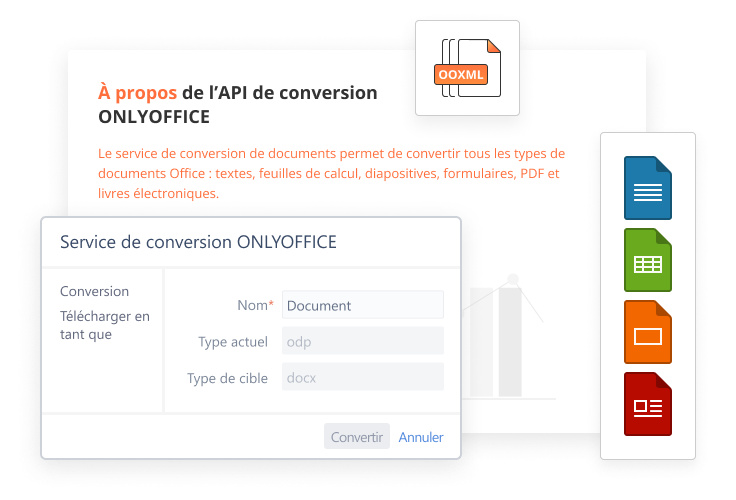 OOXML
À propos de l’API de conversion
ONLYOFFICE
Le service de conversion de documents permet de convertir tous les types de
documents Office : textes, feuilles de calcul, diapositives, formulaires, PDF et
livres électroniques.
Service de conversion ONLYOFFICE
Conversion
Télécharger en
tant que
Nom* Document
Type actuel odp
Type de cible docx
Convertir Annuler